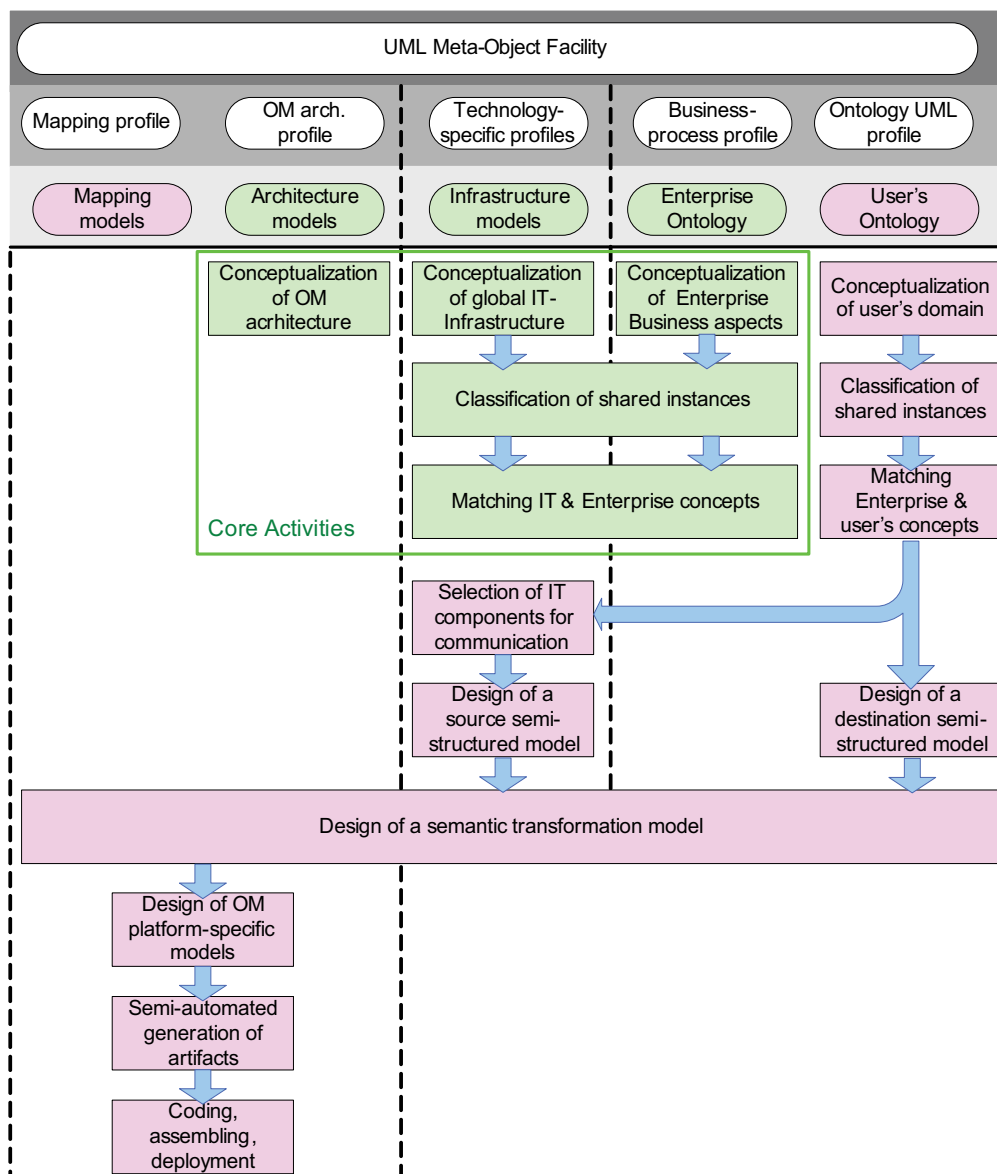 UML Meta-Object Facility
Mapping profile
OM arch.
profile
Technology-
specific profiles
Business-
process profile
Ontology UML
profile
Mapping
models
Architecture
models
Infrastructure
models
Enterprise
Ontology
User's
Ontology
Conceptualization
of OM
acrhitecture
Conceptualization
of global IT-
Infrastructure
Conceptualization
of Enterprise
Business aspects
Conceptualization
of user's domain
Classification of shared instances
Classification of
shared instances
Matching IT & Enterprise concepts
Matching
Enterprise &
user's concepts
Core Activities
Selection of IT
components for
communication
Design of a
source semi-
structured model
Design of a
destination semi-
structured model
Design of a semantic transformation model
Design of OM
platform-specific
models
Semi-automated
generation of
artifacts
Coding,
assembling,
deployment